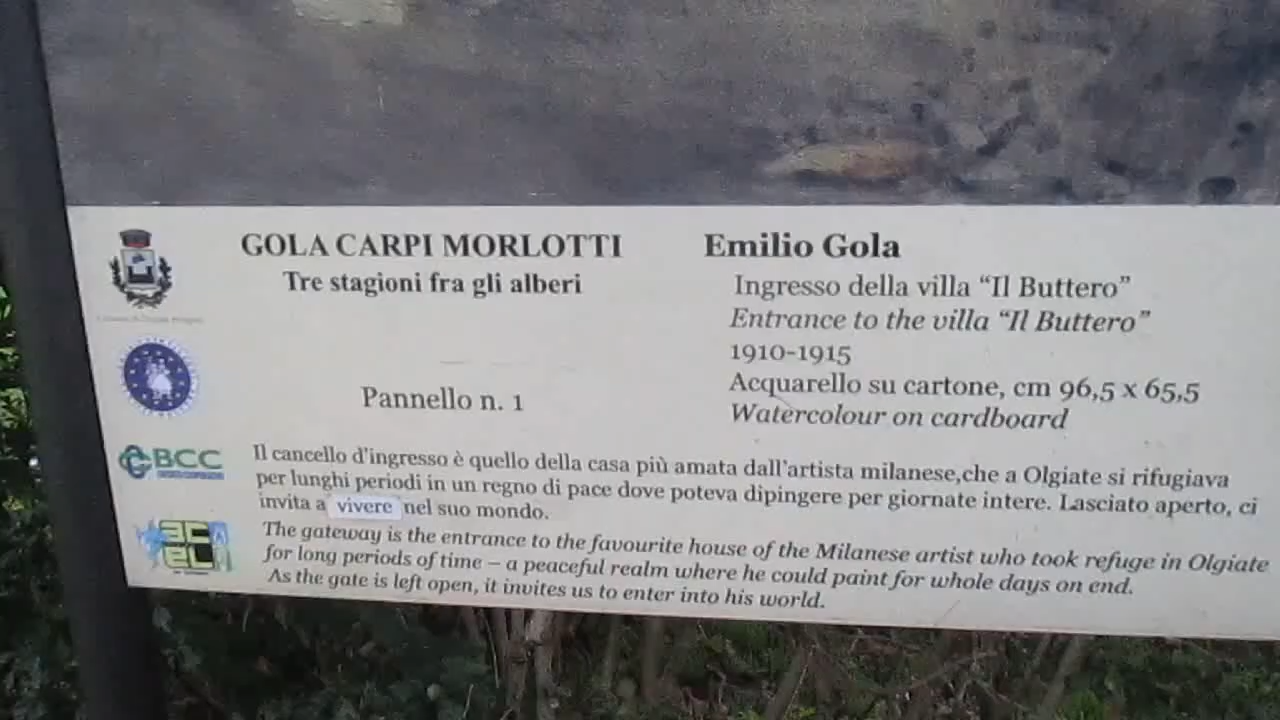 GOLA CARPI MORLOTTI
Tre stagioni fra gli alberi
Pannello n. 1
Emilio Gola
Ingresso della villa “Il Buttero”
Entrance to the villa “Il Buttero”
1910-1915
Acquarello su cartone, cm 96,5 x 65,5
Watercolour on cardboard
BCC
ACEL
Il cancello d'ingresso è quello della casa più amata dall'artista milanese,che a Olgiate si rifugiava
per lunghi periodi in un regno di pace dove poteva dipingere per giornate intere. Lasciato aperto, ci
invita a vivere nel suo mondo.
The gateway is the entrance to the favourite house of the Milanese artist who took refuge in Olgiate
for long periods of time – a peaceful realm where he could paint for whole days on end.
As the gate is left open, it invites us to enter into his world.